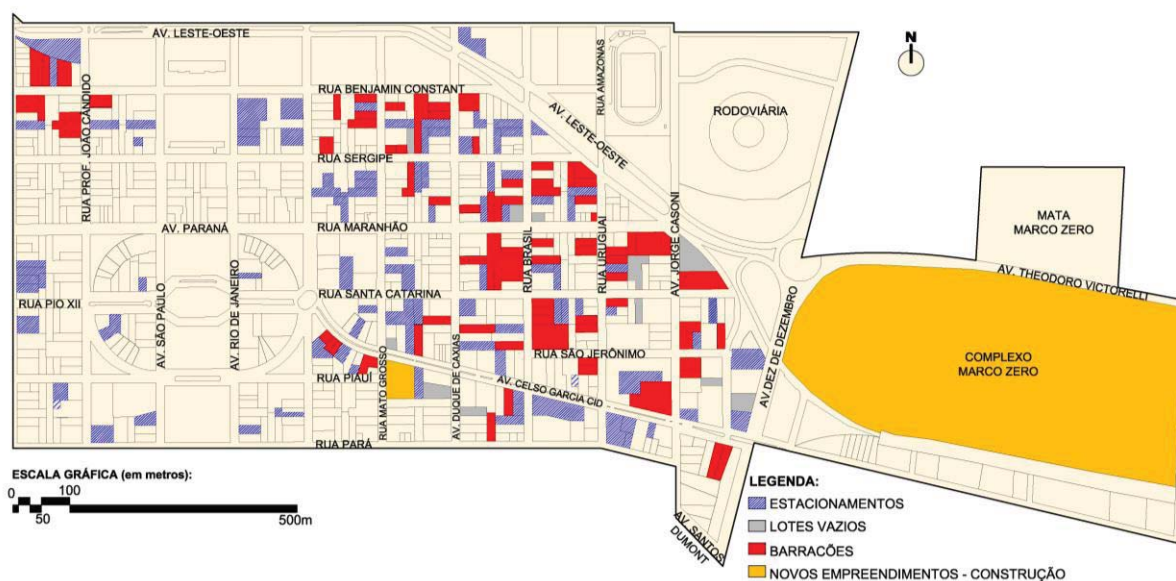 AV. LESTE-OESTE
N
RUA AMAZONAS
RUA BENJAMIN CONSTANT
RODOVIÁRIA
AV. LESTE-OESTE
RUA PROF. JOÃO CÂNDIDO
RUA SERGIPE
AV. PARANÁ
RUA MARANHÃO
RUA BRASIL
RUA URUGUAI
AV. JORGE CASONI
MATA
MARCO ZERO
AV. THEODORO VICTORELLI
RUA PIO XII
AV. SÃO PAULO
AV. RIO DE JANEIRO
RUA SANTA CATARINA
RUA SÃO JERÔNIMO
AV.DEZ DE DEZEMBRO
COMPLEXO
MARCO ZERO
RUA PIAUÍ
RUA MATO GROSSO
AV. DUQUE DE CAXIAS
AV. CELSO GARCIA CID
RUA PARÁ
AV. SANTOS
DUMONT
ESCALA GRÁFICA (em metros):
0 100
50 500m
LEGENDA:
ESTACIONAMENTOS
LOTES VAZIOS
BARRACÕES
NOVOS EMPREENDIMENTOS - CONSTRUÇÃO